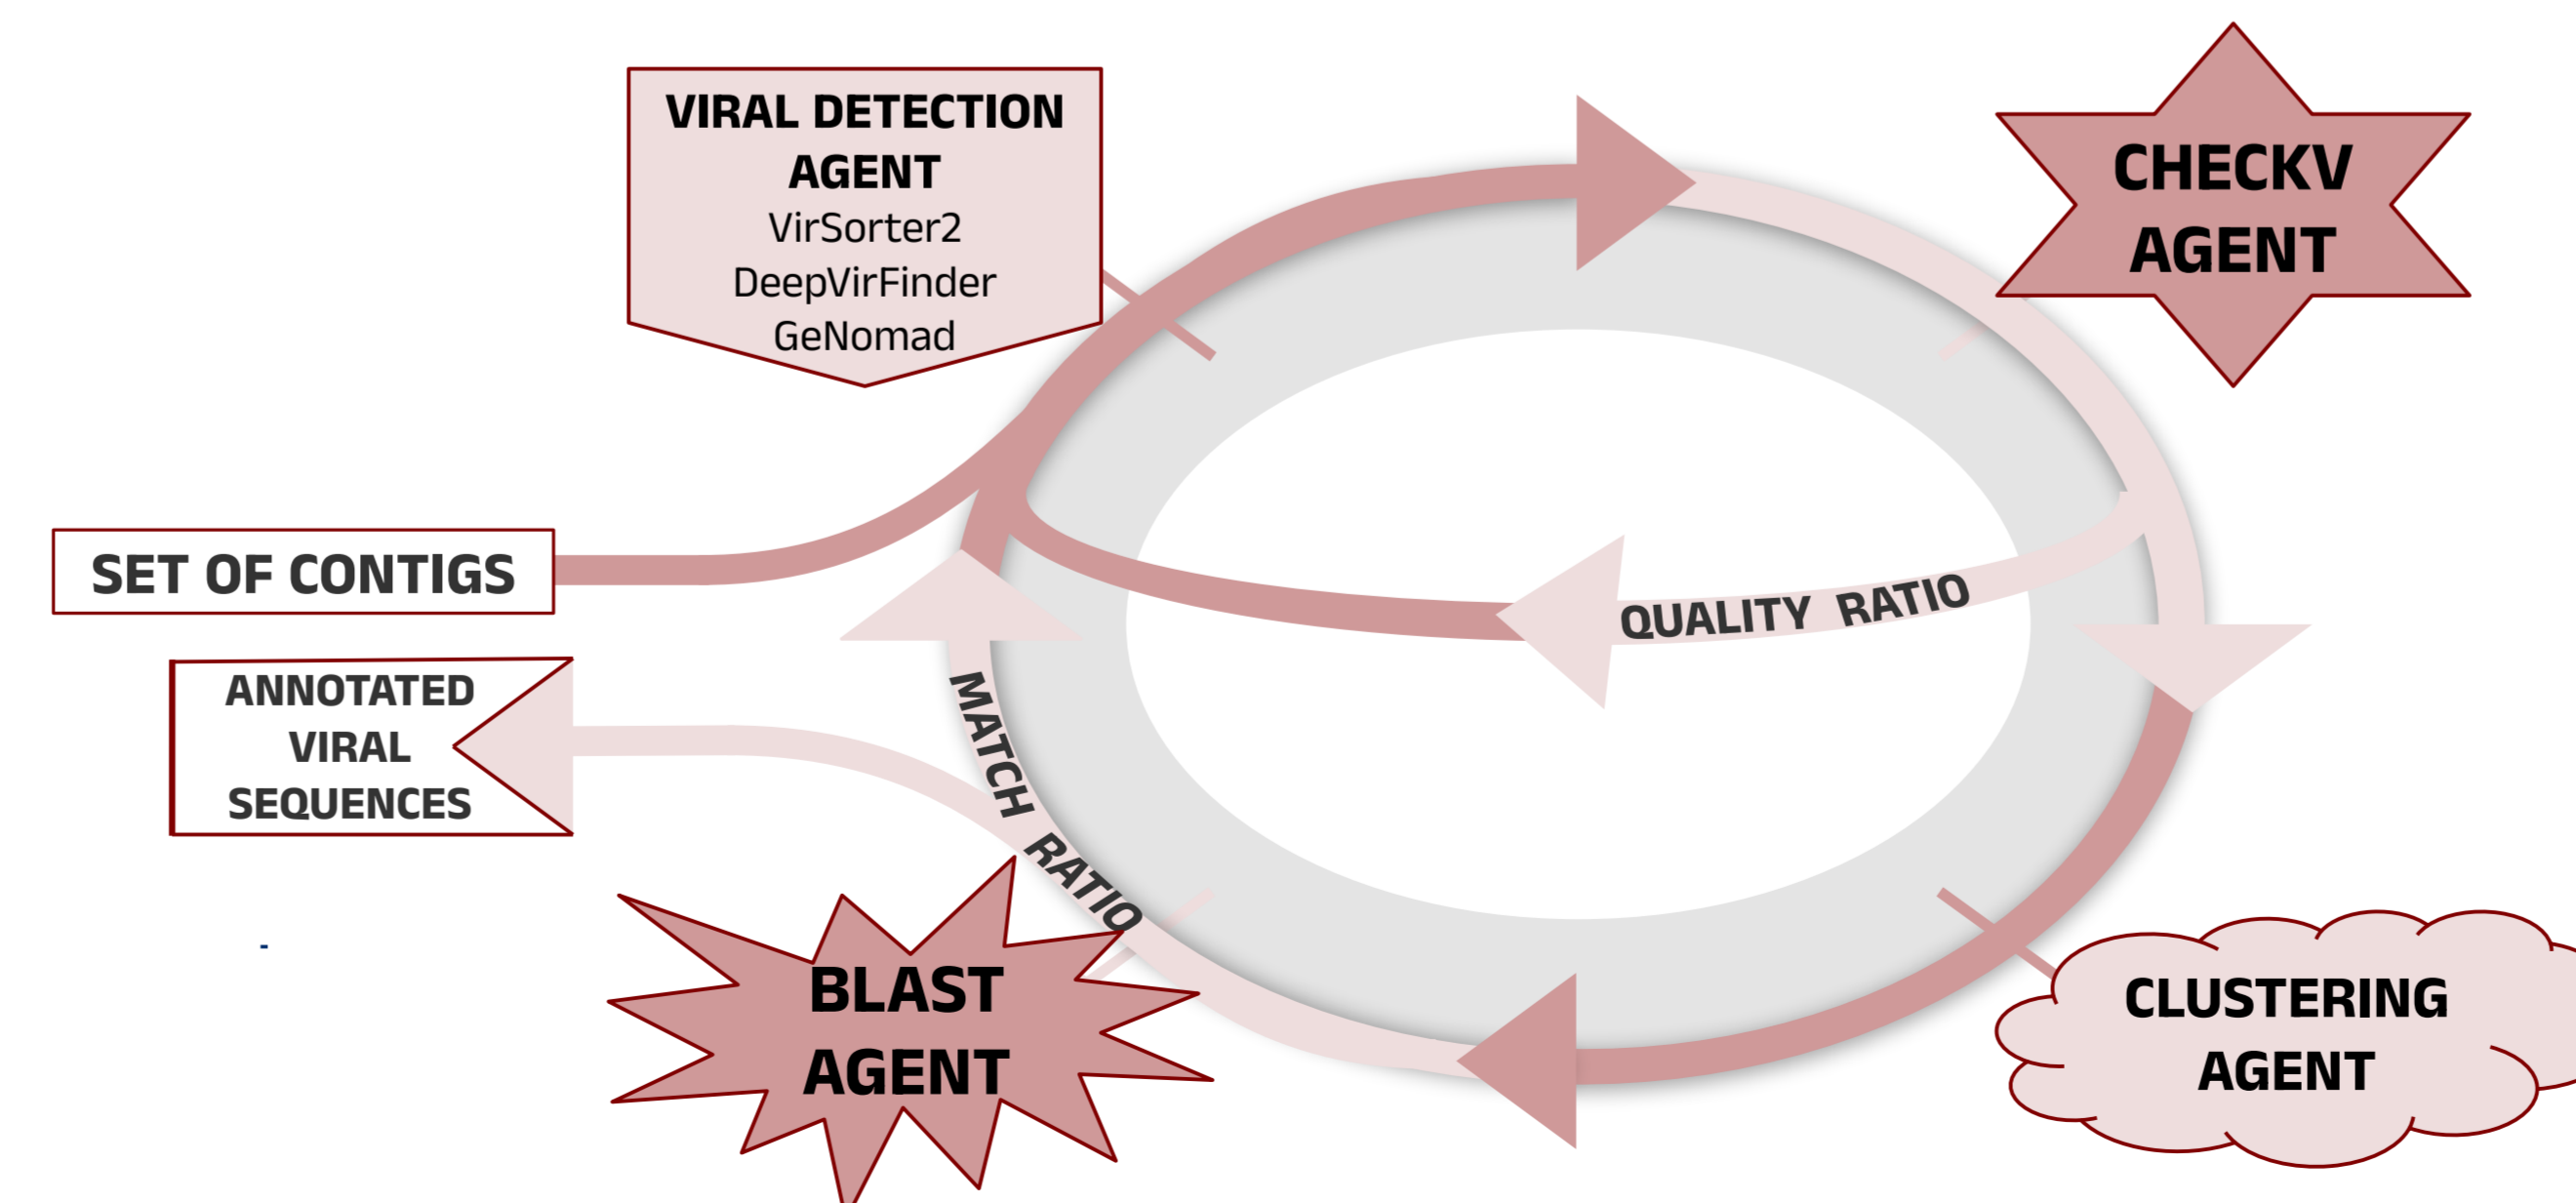 VIRAL DETECTION
AGENT
VirSorter2
DeepVirFinder
GeNomad
CHECKV
AGENT
SET OF CONTIGS
QUALITY RATIO
ANNOTATED
VIRAL
SEQUENCES
MATCH RATIO
BLAST
AGENT
CLUSTERING
AGENT
-